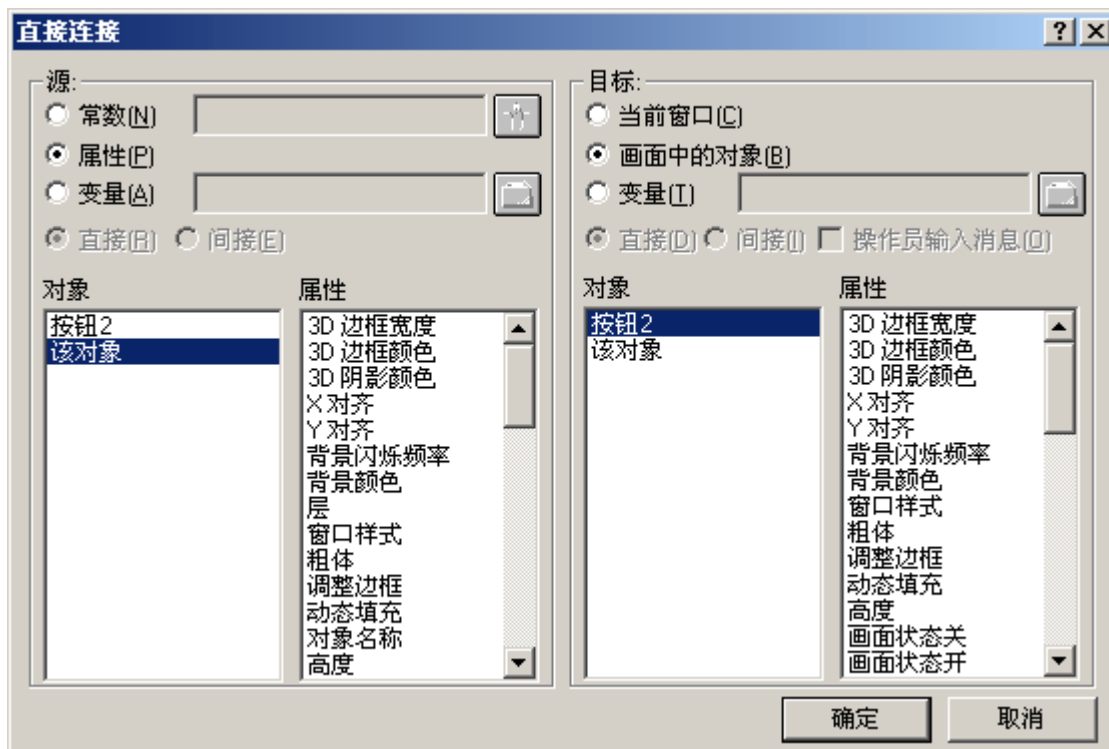 直接连接
源:
常数(N)
属性(P)
变量(A)
直接(R) 间接(E)
对象
属性
按钮2
该对象
3D 边框宽度
3D 边框颜色
3D 阴影颜色
X 对齐
Y 对齐
背景闪烁频率
背景颜色
层
窗口样式
粗体
调整边框
动态填充
对象名称
高度
目标:
当前窗口(C)
画面中的对象(B)
变量(T)
直接(D) 间接(I) 操作员输入消息(O)
对象
属性
按钮2
该对象
3D 边框宽度
3D 边框颜色
3D 阴影颜色
X 对齐
Y 对齐
背景闪烁频率
背景颜色
窗口样式
粗体
调整边框
动态填充
高度
画面状态关
画面状态开
确定
取消